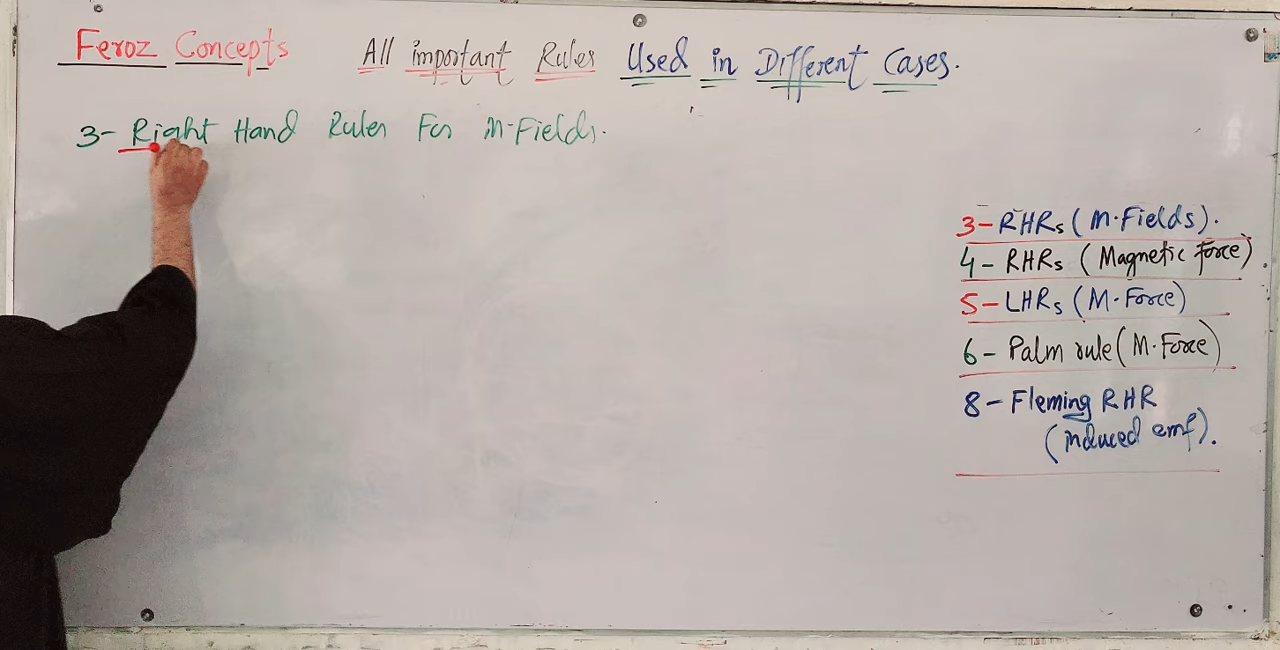 Feroz Concepts All important Rules Used in Different Cases.
3- Right Hand Rules For M-Fields.
3- RHRs (M.Fields).
4- RHRs (Magnetic force)
5- LHRs (M.Force)
6- Palm rule (M.Force)
8- Fleming RHR
(induced emf).